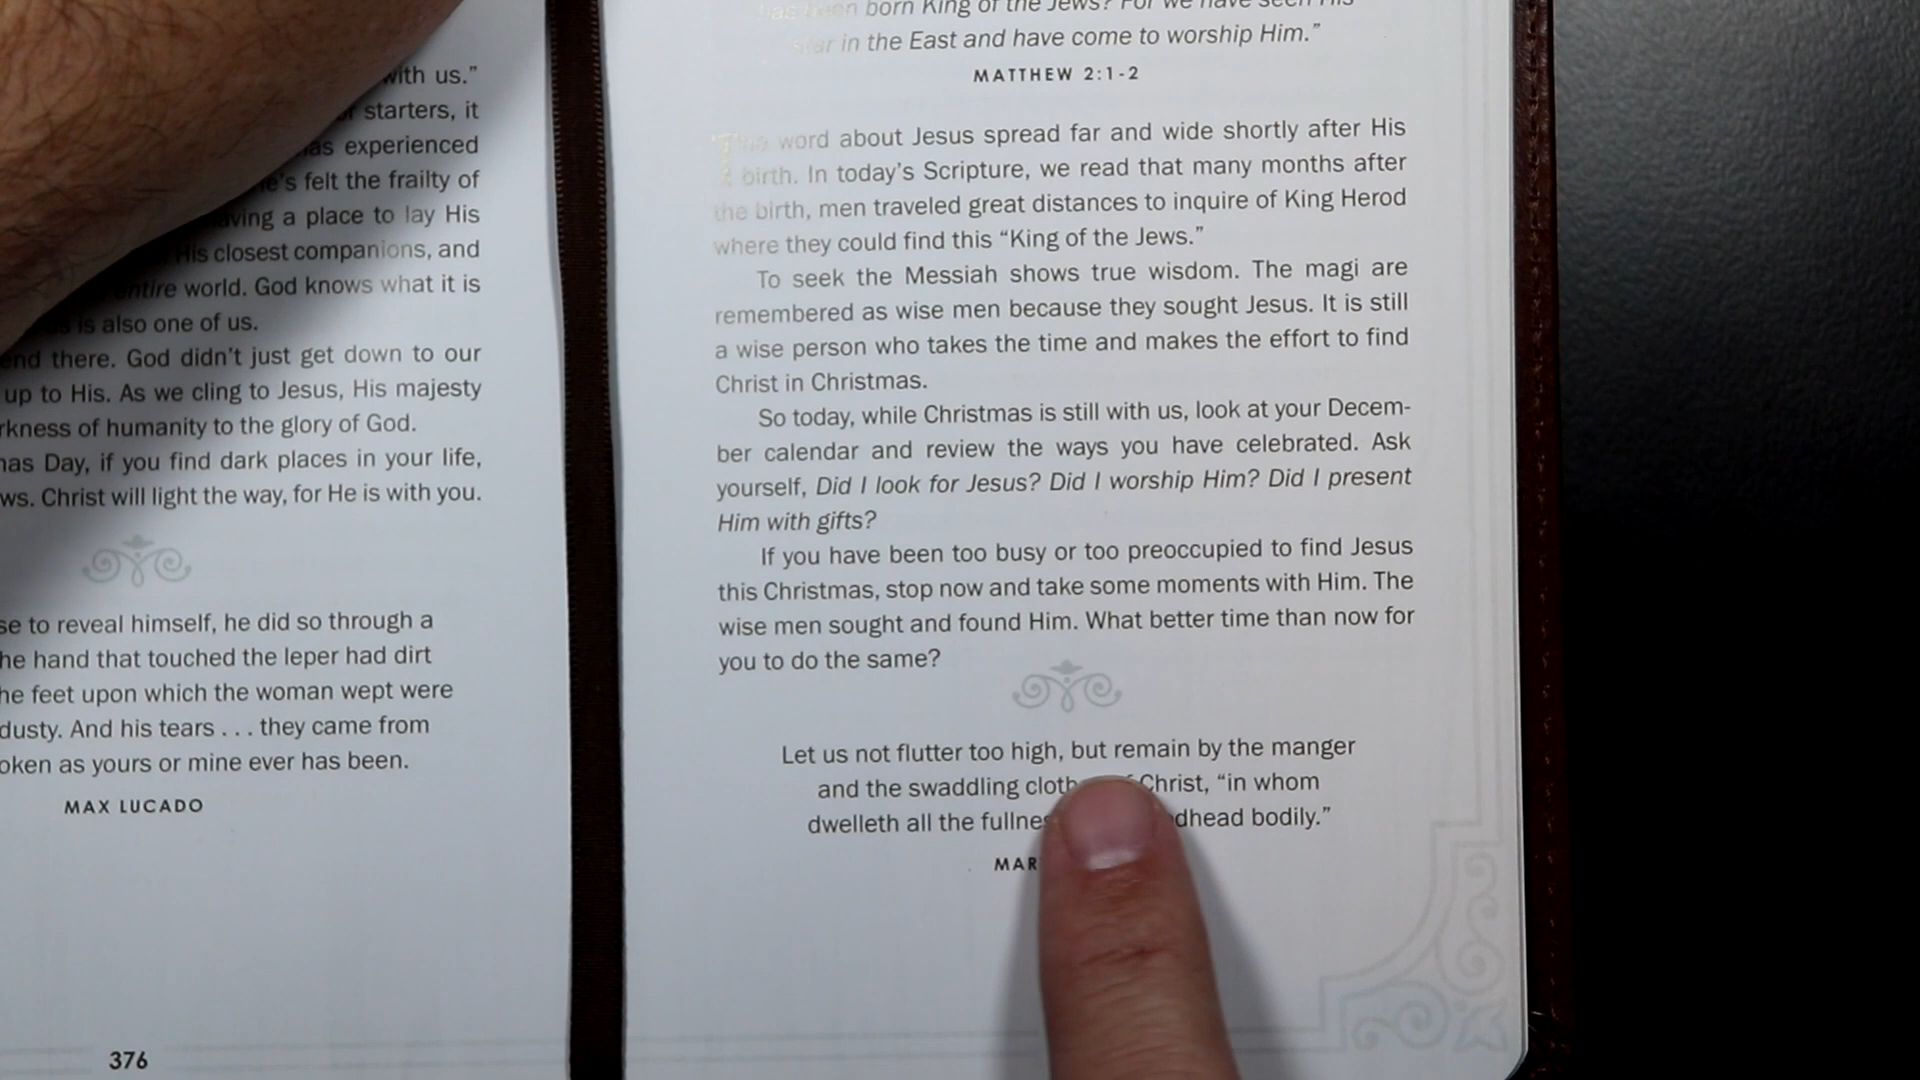 with us.”
starters, it
has experienced
he's felt the frailty of
having a place to lay His
His closest companions, and
entire world. God knows what it is
is also one of us.
end there. God didn't just get down to our
up to His. As we cling to Jesus, His majesty
rkness of humanity to the glory of God.
mas Day, if you find dark places in your life,
ws. Christ will light the way, for He is with you.
se to reveal himself, he did so through a
he hand that touched the leper had dirt
he feet upon which the woman wept were
dusty. And his tears . . . they came from
oken as yours or mine ever has been.
MAX LUCADO
376
has been born King of the Jews? For we have seen His
star in the East and have come to worship Him.”
MATTHEW 2:1-2
The word about Jesus spread far and wide shortly after His
birth. In today's Scripture, we read that many months after
the birth, men traveled great distances to inquire of King Herod
where they could find this “King of the Jews.”
To seek the Messiah shows true wisdom. The magi are
remembered as wise men because they sought Jesus. It is still
a wise person who takes the time and makes the effort to find
Christ in Christmas.
So today, while Christmas is still with us, look at your Decem-
ber calendar and review the ways you have celebrated. Ask
yourself, Did I look for Jesus? Did I worship Him? Did I present
Him with gifts?
If you have been too busy or too preoccupied to find Jesus
this Christmas, stop now and take some moments with Him. The
wise men sought and found Him. What better time than now for
you to do the same?
Let us not flutter too high, but remain by the manger
and the swaddling Christ, “in whom
dwelleth all the bodily.”